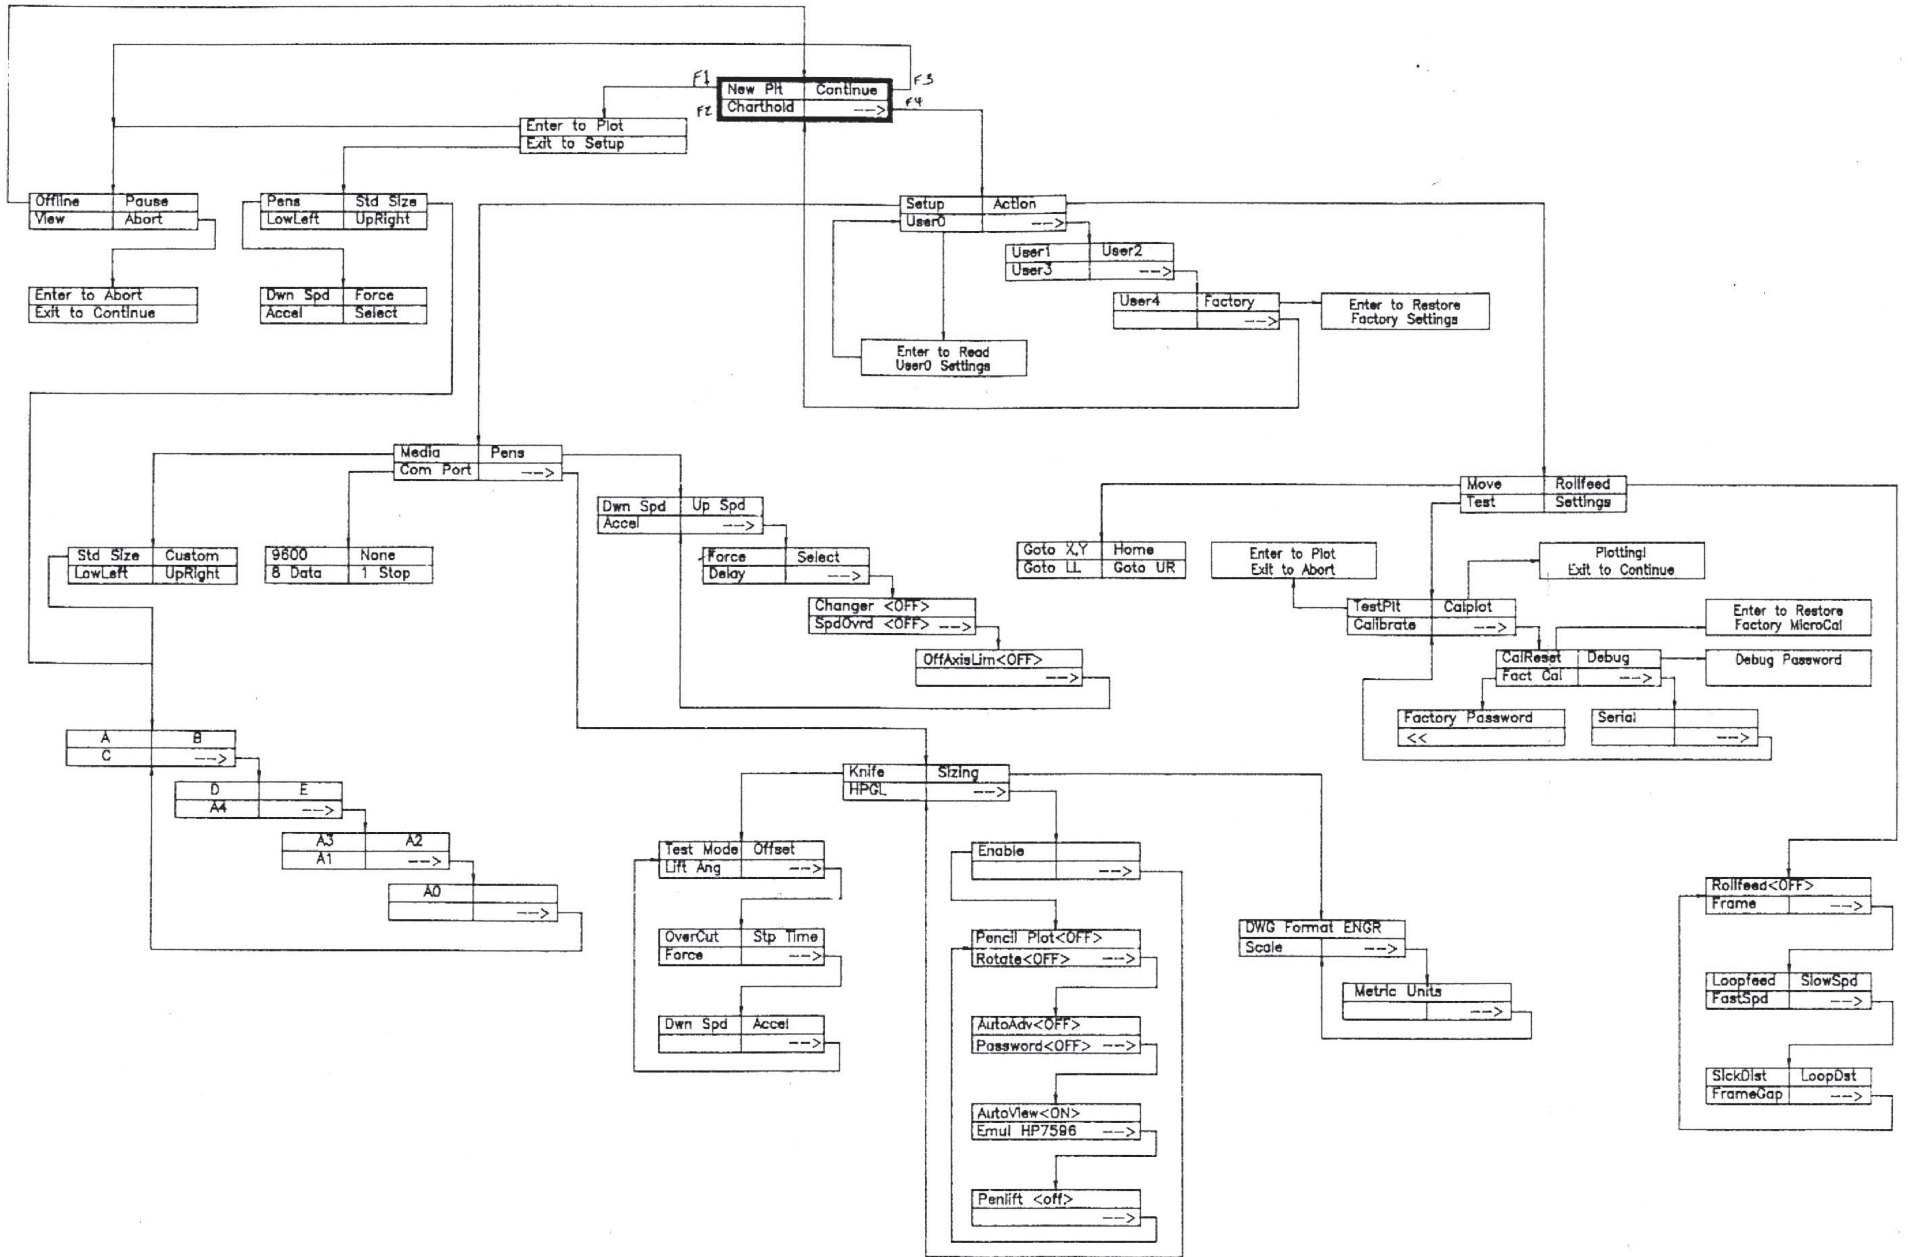 F1
New Plt Continue
F3
F2
Charthold -->
F4
Enter to Plot
Exit to Setup
Offline Pause
View Abort
Pens Std Size
LowLeft UpRight
Setup Action
User0 -->
User1 User2
User3 -->
Enter to Abort
Exit to Continue
Dwn Spd Force
Accel Select
User4 Factory
-->
Enter to Restore
Factory Settings
Enter to Read
User0 Settings
Media Pens
Com Port -->
Move Rollfeed
Test Settings
Dwn Spd Up Spd
Accel -->
Std Size Custom
LowLeft UpRight
9600 None
8 Data 1 Stop
Force Select
Delay -->
Goto X,Y Home
Goto LL Goto UR
Enter to Plot
Exit to Abort
Plotting!
Exit to Continue
Changer <OFF>
SpdOvrd <OFF> -->
TestPlt Calplot
Calibrate -->
Enter to Restore
Factory MicroCal
OffAxisLim<OFF>
-->
CalReset Debug
Fact Cal -->
Debug Password
Factory Password
<<
Serial
-->
A B
C -->
D E
A4 -->
A3 A2
A1 -->
A0
-->
Knife Sizing
HPGL -->
Test Mode Offset
Lift Ang -->
Enable
-->
Rollfeed<OFF>
Frame -->
OverCut Stp Time
Force -->
Pencil Plot<OFF>
Rotate<OFF> -->
DWG Format ENGR
Scale -->
Metric Units
-->
Loopfeed SlowSpd
FastSpd -->
Dwn Spd Accel
-->
AutoAdv<OFF>
Password<OFF> -->
SlckDist LoopDst
FrameGap -->
AutoView<ON>
Emul HP7596 -->
Penlift <off>
-->